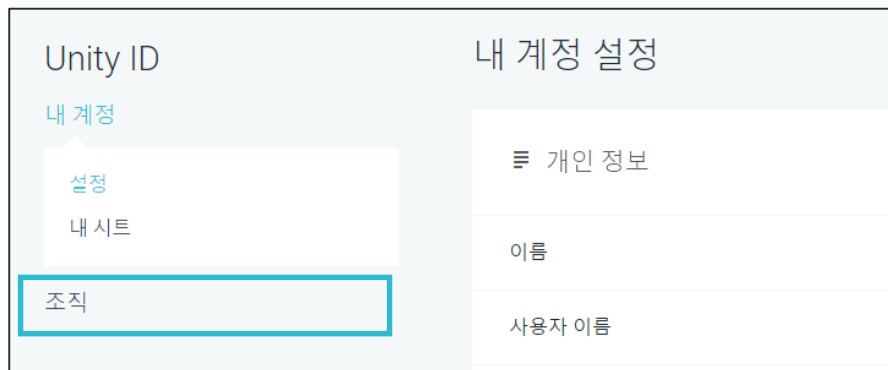 Unity ID
내 계정
설정
내 시트
조직
내 계정 설정
개인 정보
이름
사용자 이름